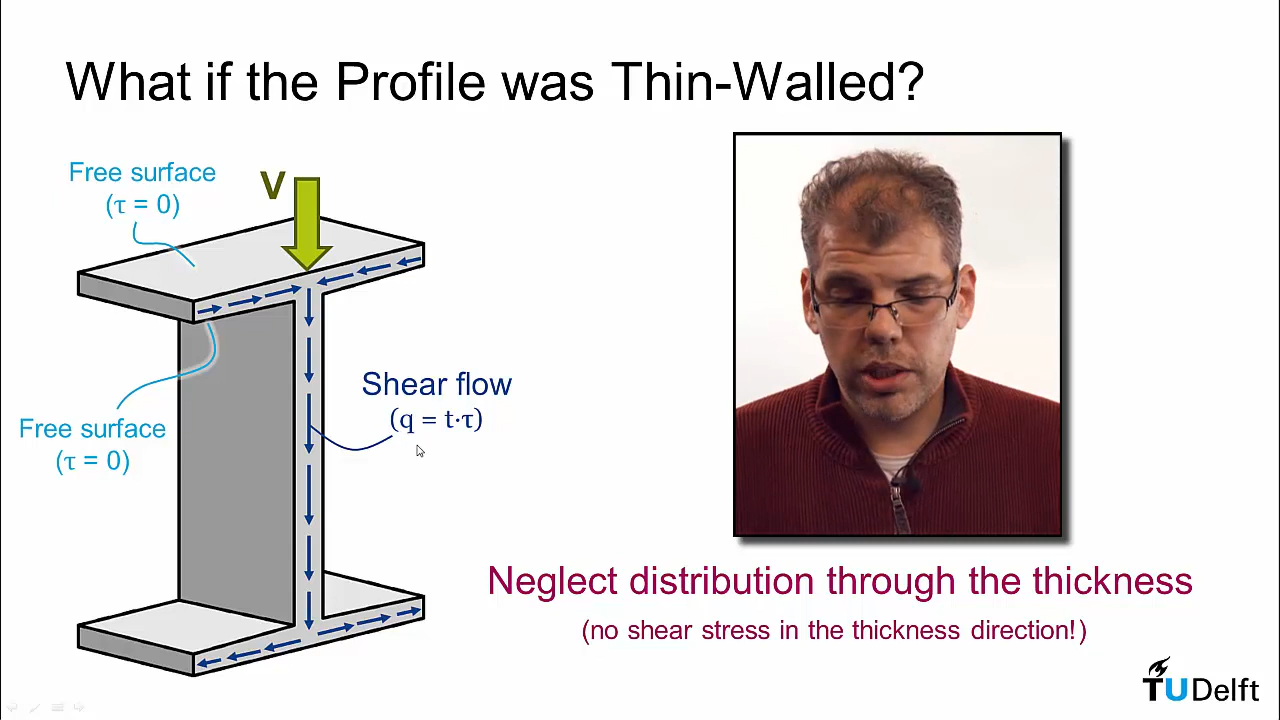 What if the Profile was Thin-Walled?
Free surface
(τ = 0)
V
Shear flow
(q = t·τ)
Free surface
(τ = 0)
Neglect distribution through the thickness
(no shear stress in the thickness direction!)
TUDelft